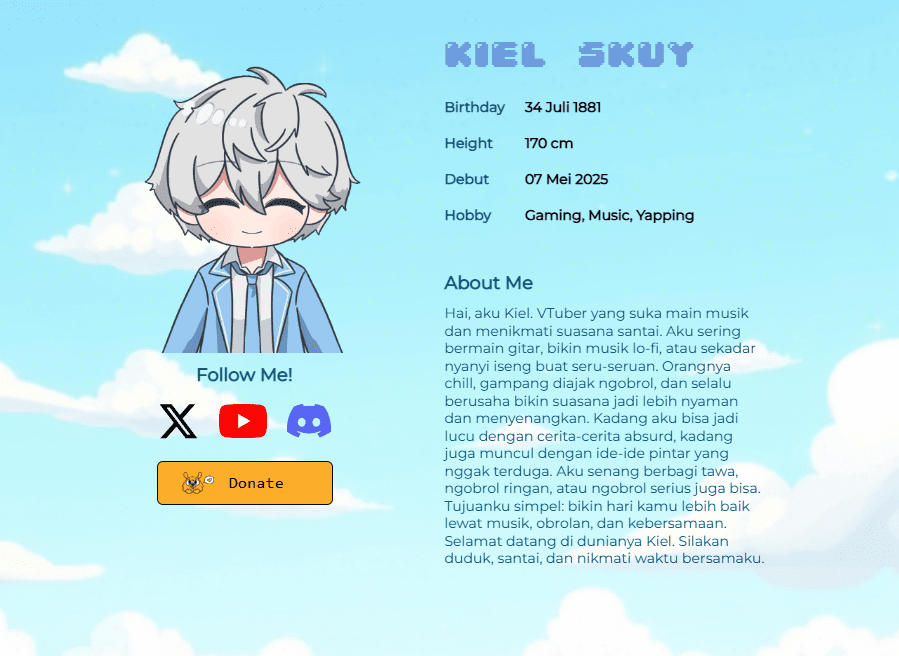 KIEL SKUY
Birthday 34 Juli 1881
Height 170 cm
Debut 07 Mei 2025
Hobby Gaming, Music, Yapping
About Me
Hai, aku Kiel. VTuber yang suka main musik
dan menikmati suasana santai. Aku sering
bermain gitar, bikin musik lo-fi, atau sekadar
nyanyi iseng buat seru-seruan. Orangnya
chill, gampang diajak ngobrol, dan selalu
berusaha bikin suasana jadi lebih nyaman
dan menyenangkan. Kadang aku bisa jadi
lucu dengan cerita-cerita absurd, kadang
juga muncul dengan ide-ide pintar yang
nggak terduga. Aku senang berbagi tawa,
ngobrol ringan, atau ngobrol serius juga bisa.
Tujuanku simpel: bikin hari kamu lebih baik
lewat musik, obrolan, dan kebersamaan.
Selamat datang di dunianya Kiel. Silakan
duduk, santai, dan nikmati waktu bersamaku.
Follow Me!
Donate